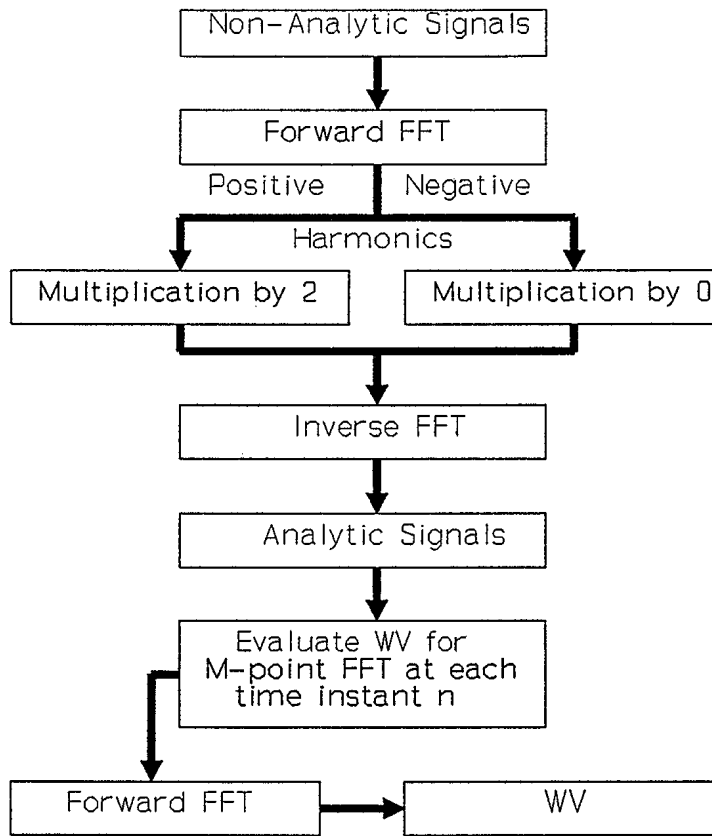 Non-Analytic Signals
Forward FFT
Positive Negative
Harmonics
Multiplication by 2
Multiplication by 0
Inverse FFT
Analytic Signals
Evaluate WV for
M-point FFT at each
time instant n
Forward FFT
WV